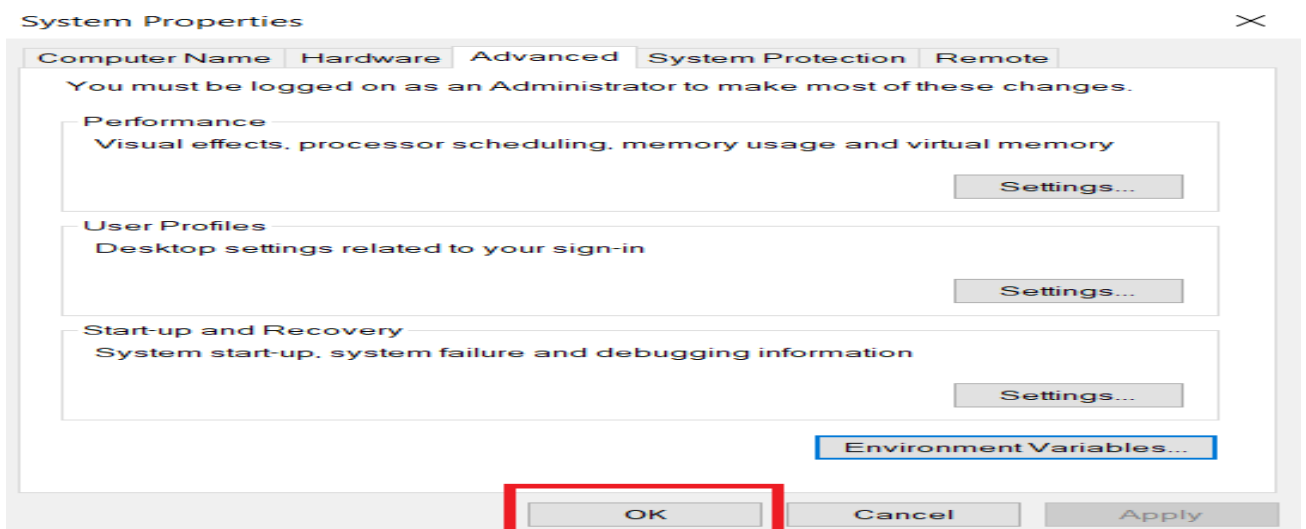 System Properties
Computer Name Hardware Advanced System Protection Remote
You must be logged on as an Administrator to make most of these changes.
Performance
Visual effects, processor scheduling, memory usage and virtual memory
Settings...
User Profiles
Desktop settings related to your sign-in
Settings...
Start-up and Recovery
System start-up, system failure and debugging information
Settings...
Environment Variables...
OK Cancel Apply